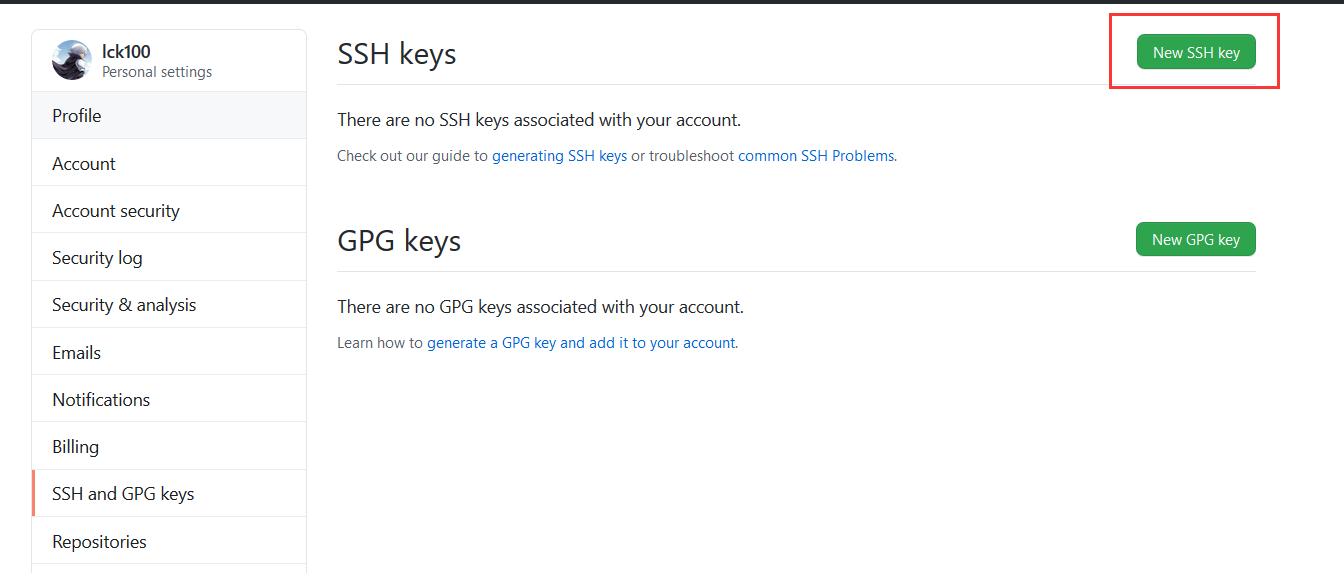 lck100
Personal settings
Profile
Account
Account security
Security log
Security & analysis
Emails
Notifications
Billing
SSH and GPG keys
Repositories
SSH keys
New SSH key
There are no SSH keys associated with your account.
Check out our guide to generating SSH keys or troubleshoot common SSH Problems.
GPG keys
New GPG key
There are no GPG keys associated with your account.
Learn how to generate a GPG key and add it to your account.